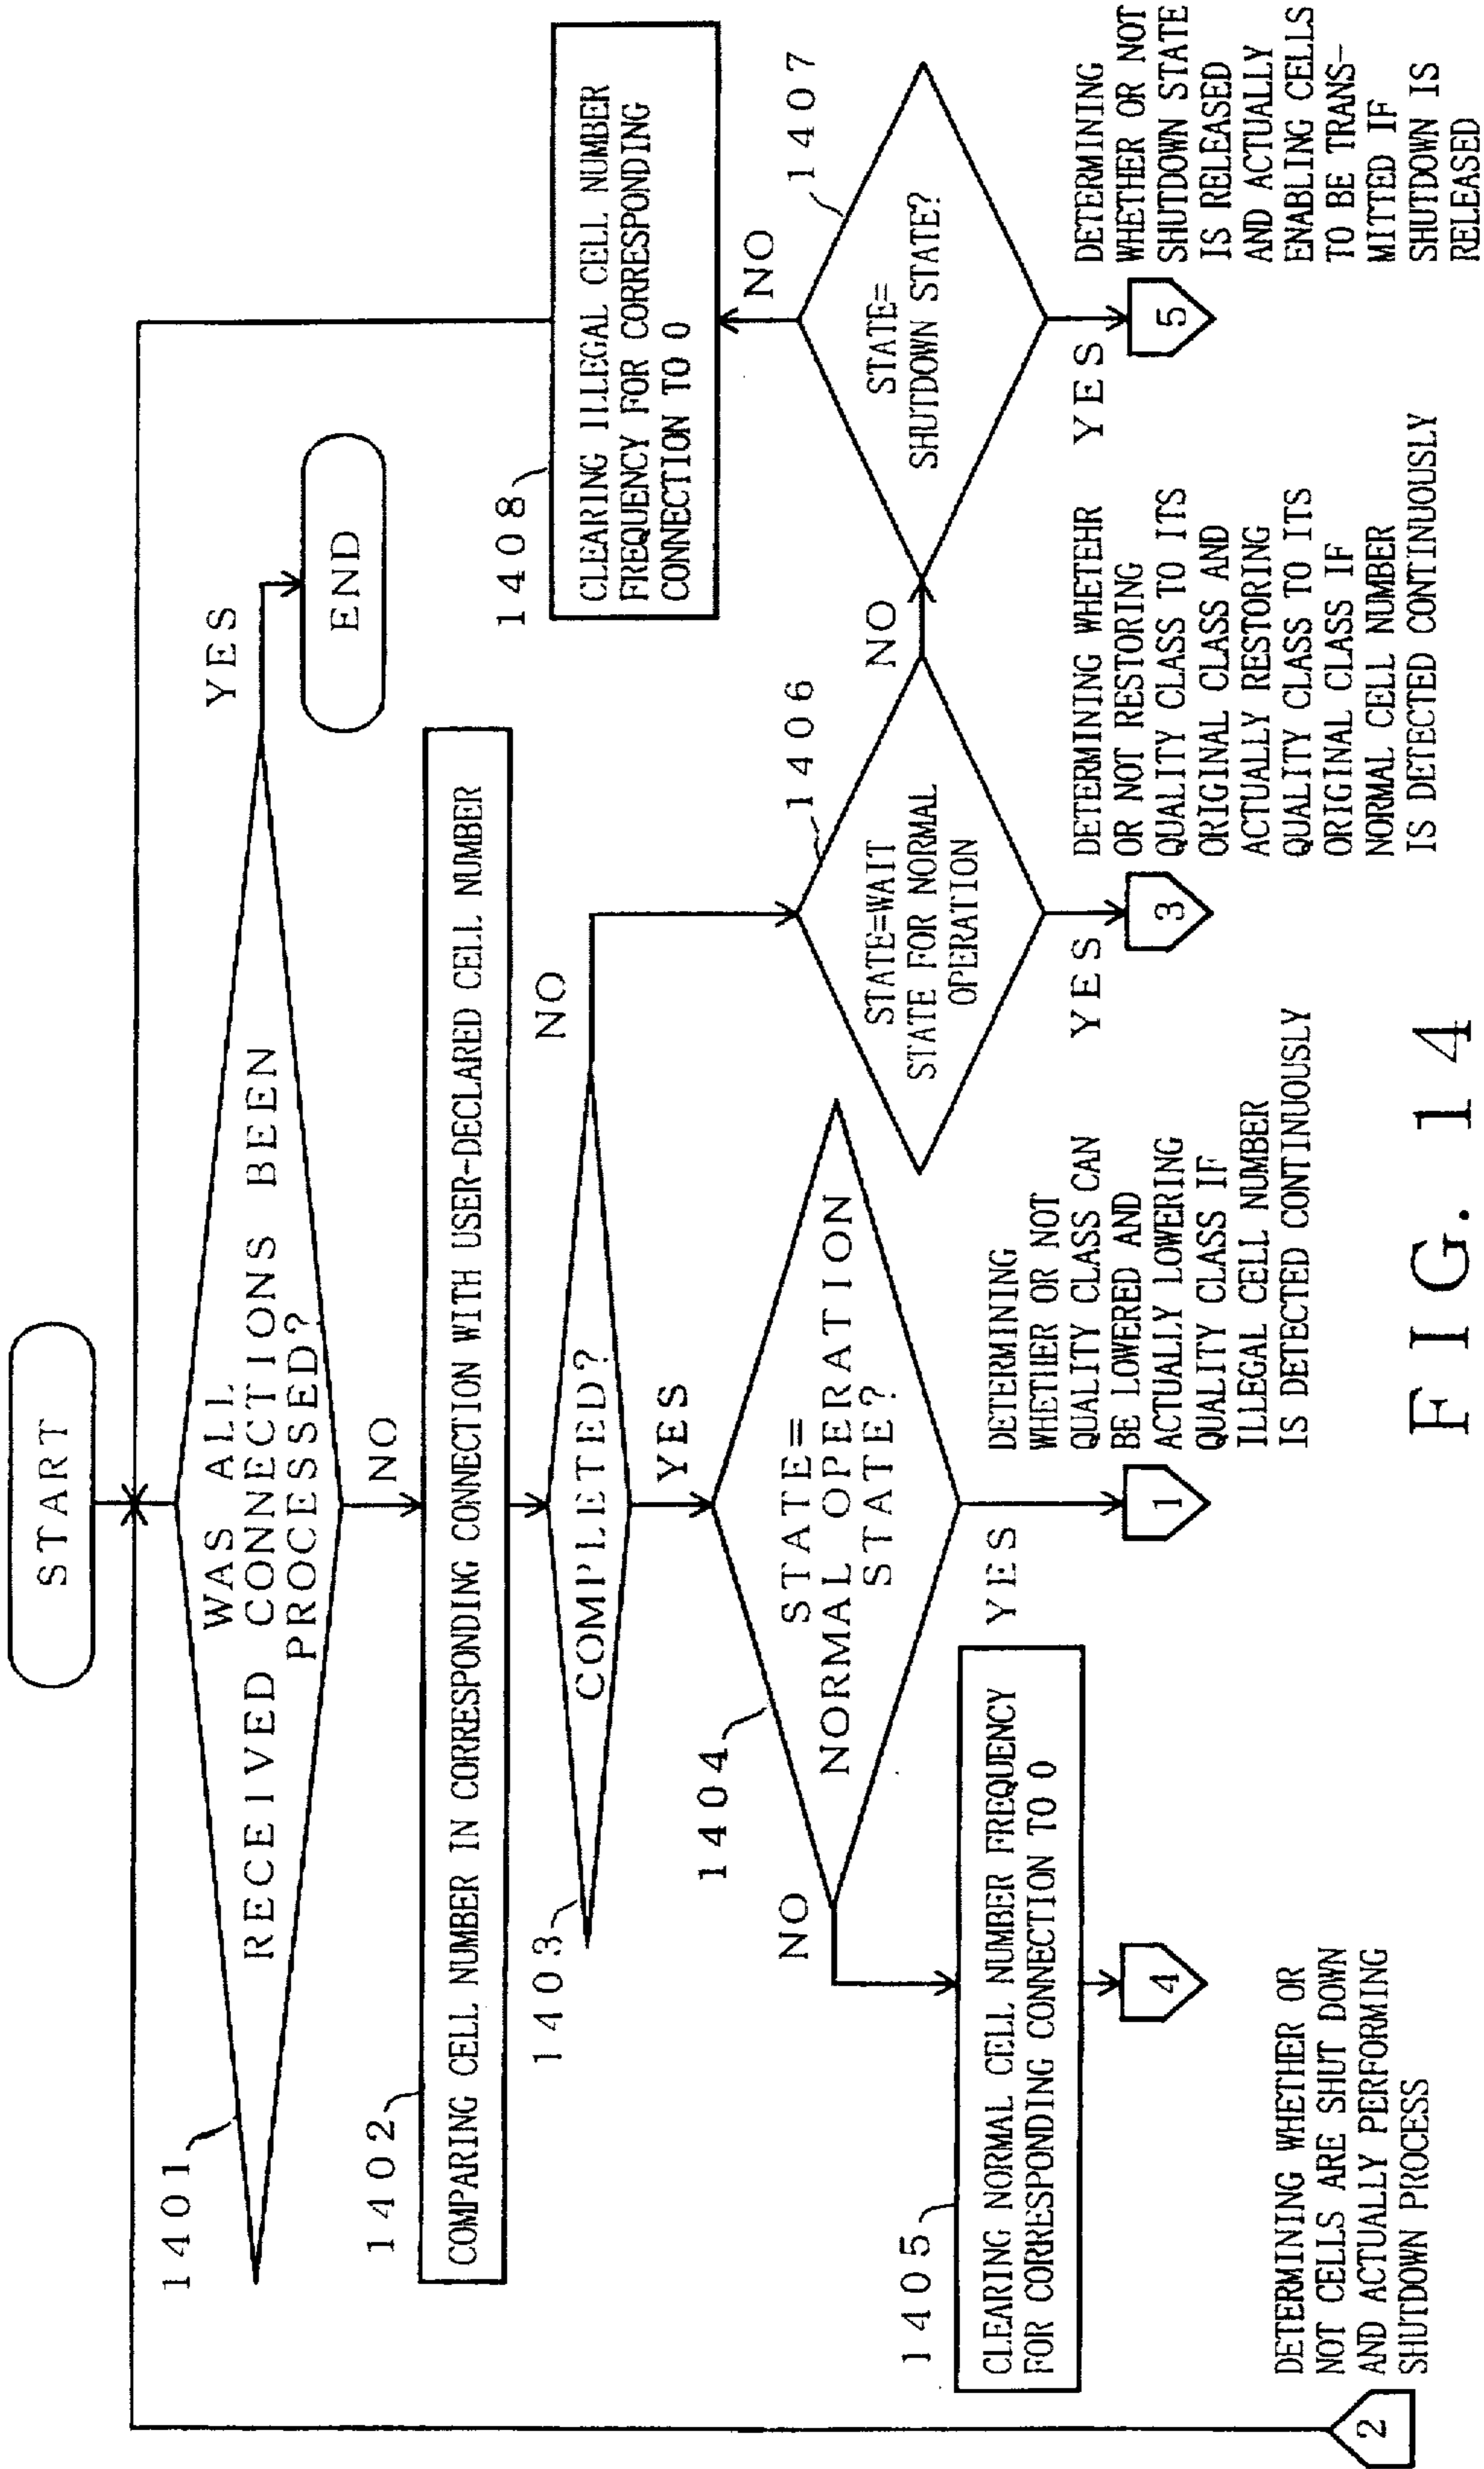 START
WAS ALL
RECEIVED CONNECTIONS BEEN
PROCESSED?
1401
YES
END
NO
1402
COMPARING CELL NUMBER IN CORRESPONDING CONNECTION WITH USER-DECLARED CELL NUMBER
1403
COMPLETED?
NO
YES
1404
STATE=
NORMAL OPERATION
STATE?
NO
YES
1405
CLEARING NORMAL CELL NUMBER FREQUENCY
FOR CORRESPONDING CONNECTION TO 0
4
1
1406
STATE=WAIT
STATE FOR NORMAL
OPERATION
NO
YES
3
1407
STATE=
SHUTDOWN STATE?
NO
YES
5
1408
CLEARING ILLEGAL CELL NUMBER
FREQUENCY FOR CORRESPONDING
CONNECTION TO 0
2
DETERMINING WHETHER OR
NOT CELLS ARE SHUT DOWN
AND ACTUALLY PERFORMING
SHUTDOWN PROCESS
DETERMINING
WHETHER OR NOT
QUALITY CLASS CAN
BE LOWERED AND
ACTUALLY LOWERING
QUALITY CLASS IF
ILLEGAL CELL NUMBER
IS DETECTED CONTINUOUSLY
DETERMINING WHETEHR
OR NOT RESTORING
QUALITY CLASS TO ITS
ORIGINAL CLASS AND
ACTUALLY RESTORING
QUALITY CLASS TO ITS
ORIGINAL CLASS IF
NORMAL CELL NUMBER
IS DETECTED CONTINUOUSLY
DETERMINING
WHETHER OR NOT
SHUTDOWN STATE
IS RELEASED
AND ACTUALLY
ENABLING CELLS
TO BE TRANS-
MITTED IF
SHUTDOWN IS
RELEASED
FIG. 14